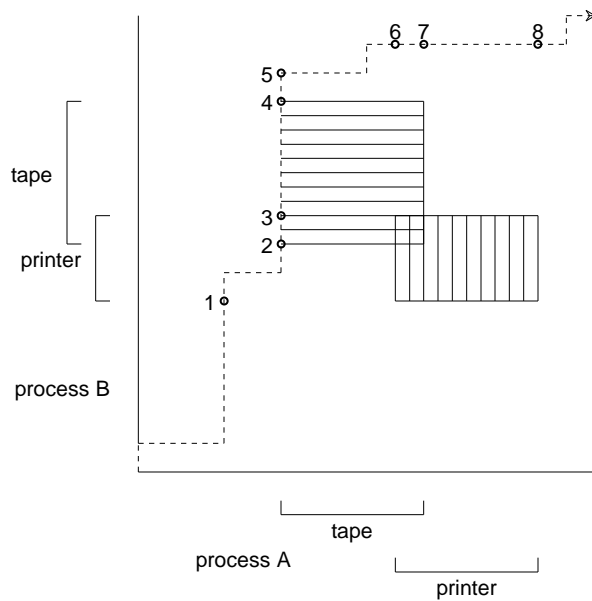 6 7 8
5
4
tape
3
2
printer
1
process B
tape
process A
printer